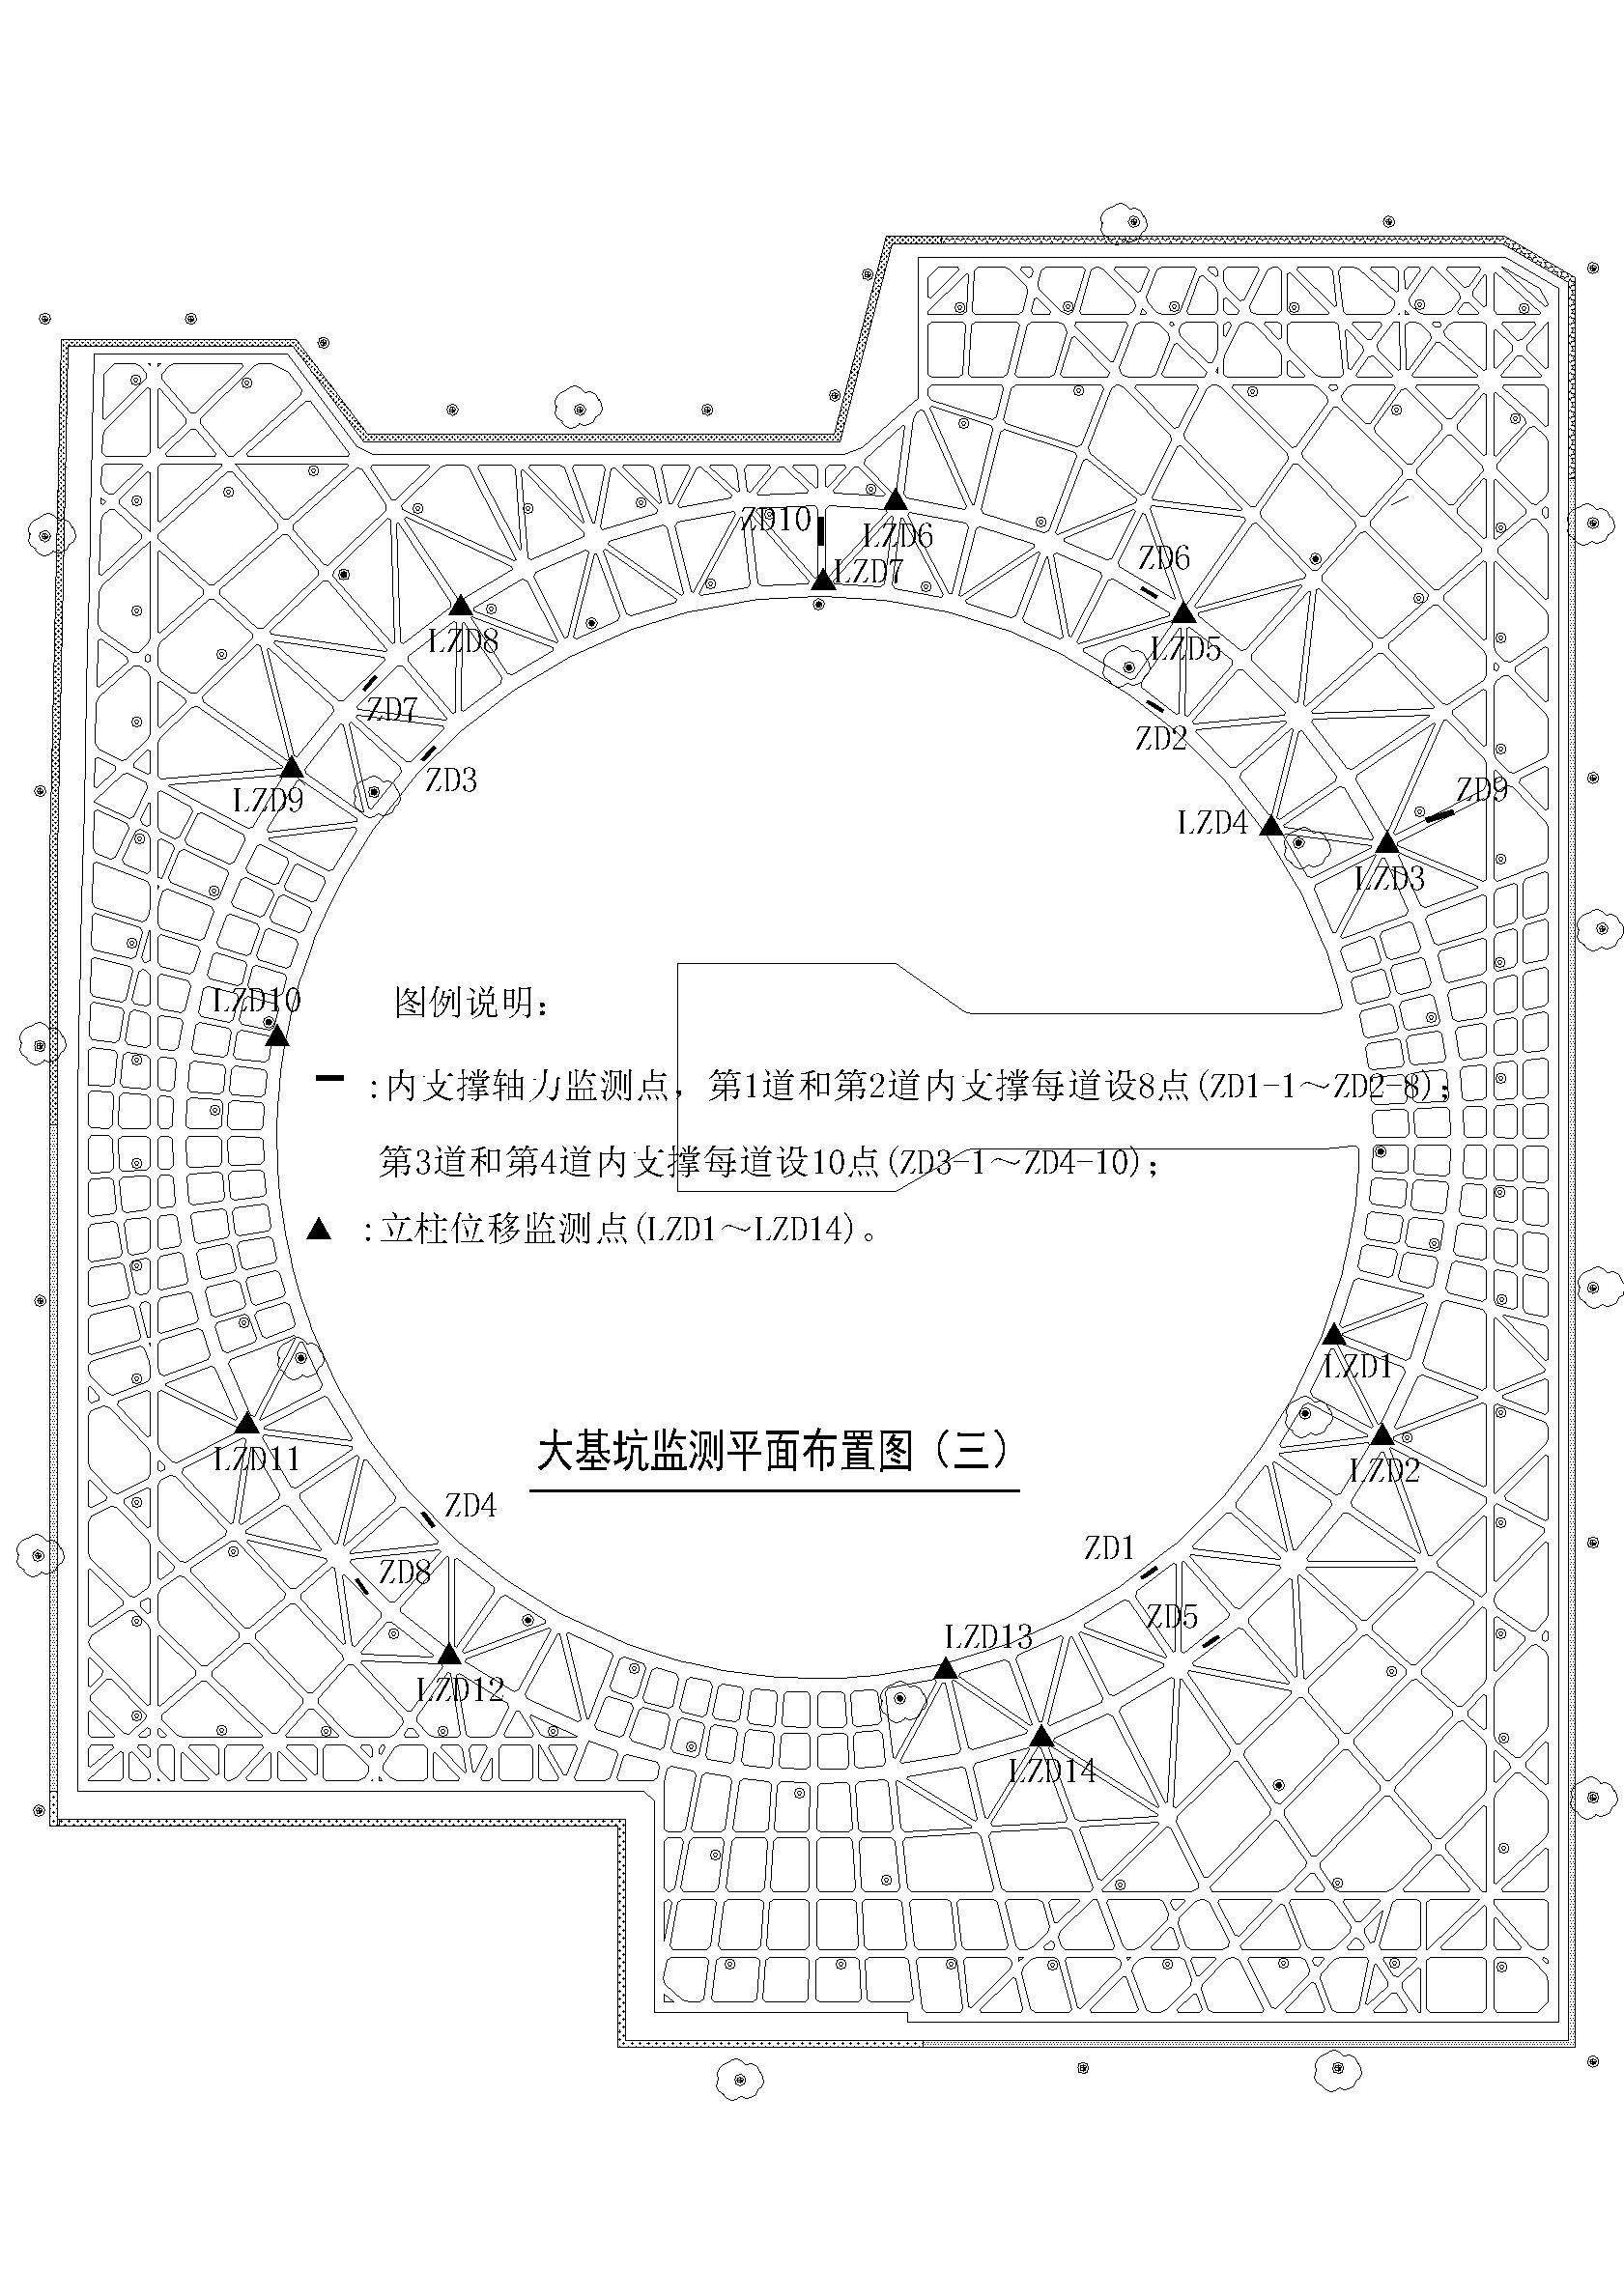 ZD10
LZD6
LZD7
ZD6
LZD5
LZD8
ZD7
ZD2
ZD3
ZD9
LZD9
LZD4
LZD3
LZD10
图例说明：
:内支撑轴力监测点，第1道和第2道内支撑每道设8点(ZD1-1～ZD2-8)；
第3道和第4道内支撑每道设10点(ZD3-1～ZD4-10)；
:立柱位移监测点(LZD1～LZD14)。
LZD1
大基坑监测平面布置图（三）
LZD11
LZD2
ZD4
ZD1
ZD8
ZD5
LZD13
LZD12
LZD14